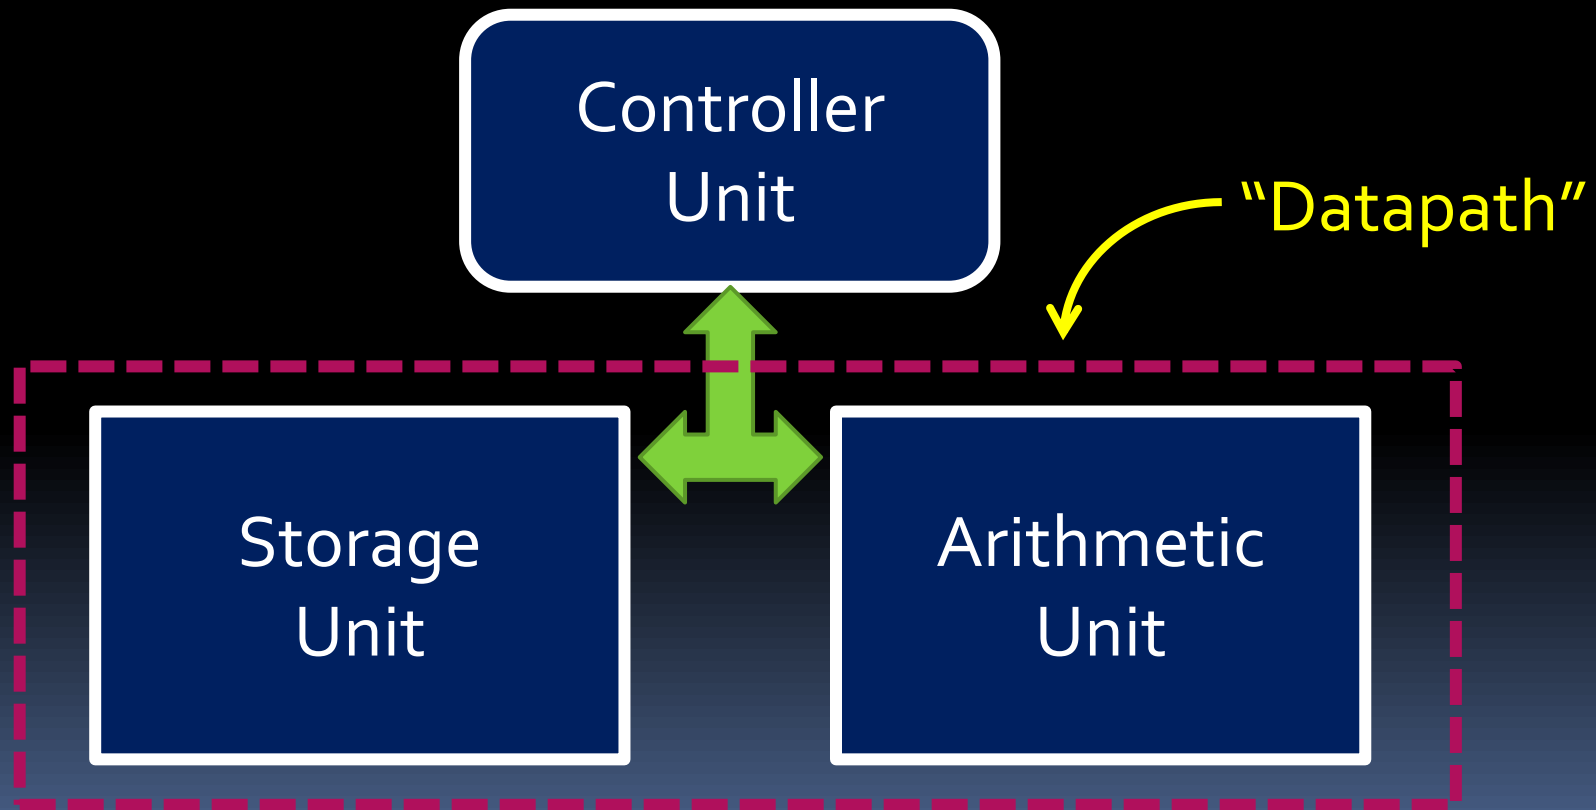 Controller
Unit
“Datapath”
Storage
Unit
Arithmetic
Unit